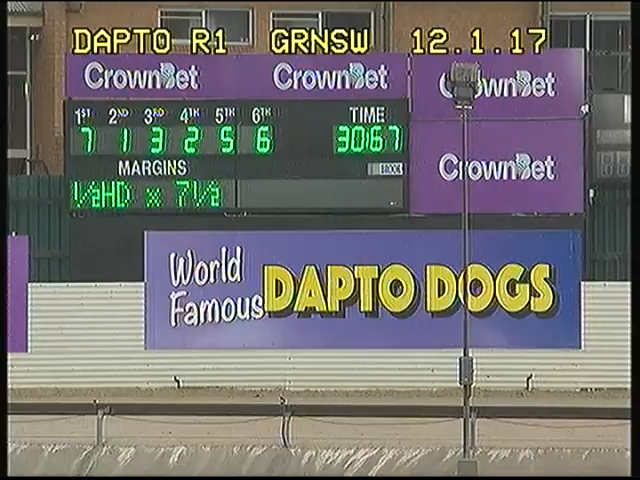 DAPTO R1 GRNSW 12.1.17
CrownBet CrownBet CrownBet
1ST 2ND 3RD 4TH 5TH 6TH TIME
7 1 3 2 5 6 3067
MARGINS
1/2HD x 7 1/2
CrownBet
World Famous DAPTO DOGS